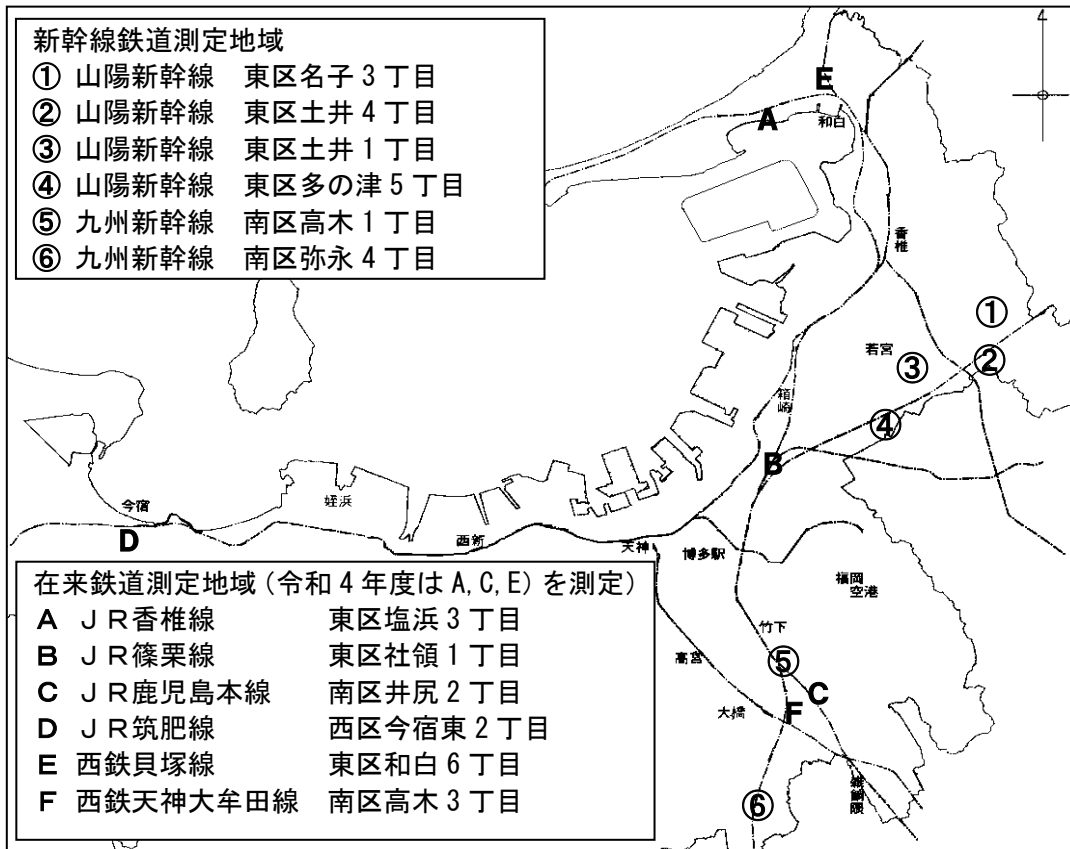 新幹線鉄道測定地域
① 山陽新幹線 東区名子3丁目
② 山陽新幹線 東区土井4丁目
③ 山陽新幹線 東区土井1丁目
④ 山陽新幹線 東区多の津5丁目
⑤ 九州新幹線 南区高木1丁目
⑥ 九州新幹線 南区弥永4丁目
4
E
A
和白
香椎
①
若宮
③
②
箱崎
④
B
今宿
姪浜
D
西新
天神
博多駅
福岡空港
在来鉄道測定地域(令和4年度はA,C,E)を測定
A JR香椎線 東区塩浜3丁目
B JR篠栗線 東区社領1丁目
C JR鹿児島本線 南区井尻2丁目
D JR筑肥線 西区今宿東2丁目
E 西鉄貝塚線 東区和白6丁目
F 西鉄天神大牟田線 南区高木3丁目
竹下
高宮
⑤
C
大橋
F
雑餉隈
⑥